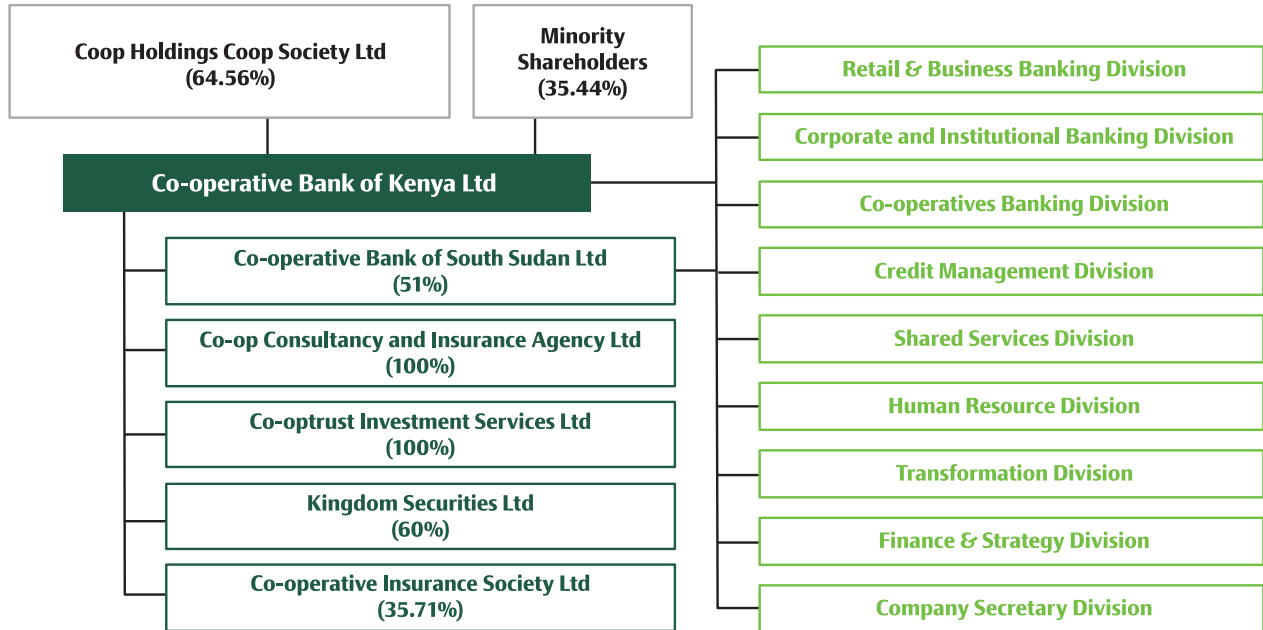 Coop Holdings Coop Society Ltd
(64.56%)
Minority
Shareholders
(35.44%)
Co-operative Bank of Kenya Ltd
Co-operative Bank of South Sudan Ltd
(51%)
Co-op Consultancy and Insurance Agency Ltd
(100%)
Co-optrust Investment Services Ltd
(100%)
Kingdom Securities Ltd
(60%)
Co-operative Insurance Society Ltd
(35.71%)
Retail & Business Banking Division
Corporate and Institutional Banking Division
Co-operatives Banking Division
Credit Management Division
Shared Services Division
Human Resource Division
Transformation Division
Finance & Strategy Division
Company Secretary Division